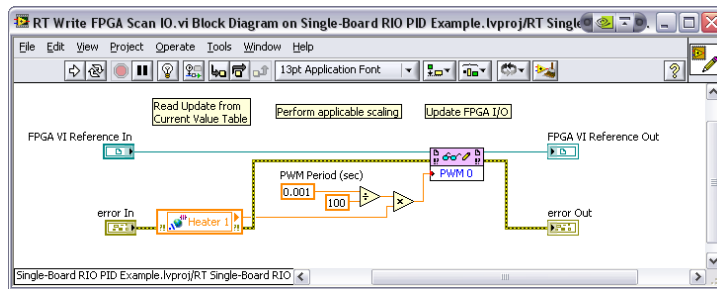 RT Write FPGA Scan IO.vi Block Diagram on Single-Board RIO PID Example.lvproj/RT Single
File Edit View Project Operate Tools Window Help
13pt Application Font
Read Update from
Current Value Table
Perform applicable scaling
Update FPGA I/O
FPGA VI Reference In
FPGA VI Reference Out
PWM 0
PWM Period (sec)
0.001
100
error In
Heater 1
error Out
Single-Board RIO PID Example.lvproj/RT Single-Board RIO